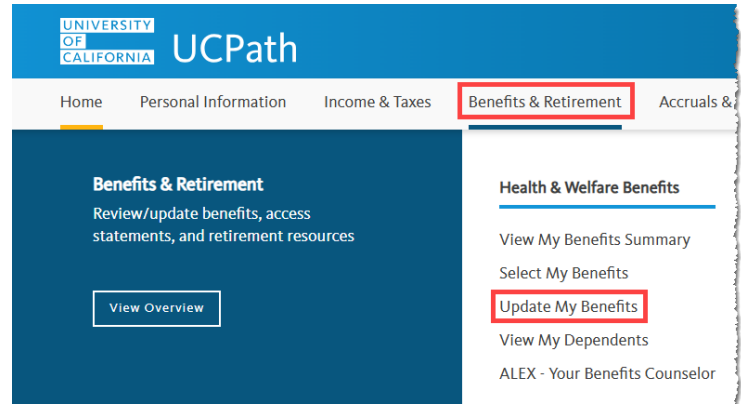 UNIVERSITY
OF
CALIFORNIA
UCPath
Home Personal Information Income & Taxes Benefits & Retirement Accruals &
Benefits & Retirement
Review/update benefits, access
statements, and retirement resources
View Overview
Health & Welfare Benefits
View My Benefits Summary
Select My Benefits
Update My Benefits
View My Dependents
ALEX - Your Benefits Counselor